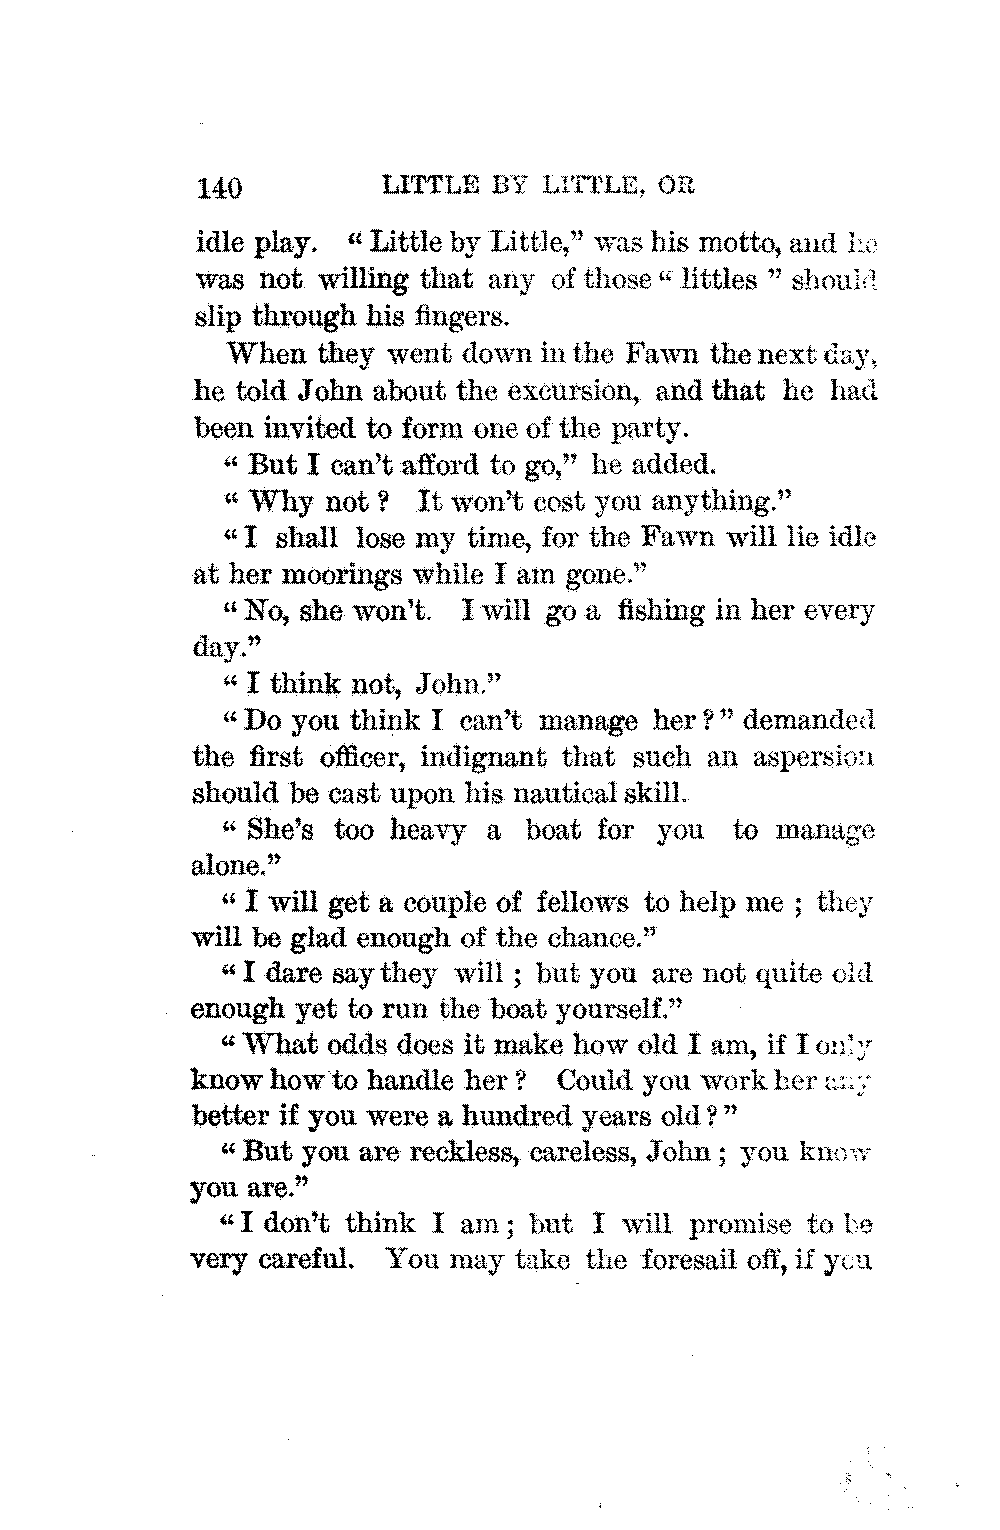 140 LITTLE BY LITTLE, OR
idle play. “ Little by Little,” was his motto, and he
was not willing that any of those “ littles ” should
slip through his fingers.
When they went down in the Fawn the next day,
he told John about the excursion, and that he had
been invited to form one of the party.
“ But I can’t afford to go,” he added.
“ Why not ? It won’t cost you anything.”
“ I shall lose my time, for the Fawn will lie idle
at her moorings while I am gone.”
“ No, she won’t. I will go a fishing in her every
day.”
“ I think not, John.”
“ Do you think I can’t manage her ? ” demanded
the first officer, indignant that such an aspersion
should be cast upon his nautical skill.
“ She’s too heavy a boat for you to manage
alone.”
“ I will get a couple of fellows to help me ; they
will be glad enough of the chance.”
“ I dare say they will ; but you are not quite old
enough yet to run the boat yourself.”
“ What odds does it make how old I am, if I only
know how to handle her ? Could you work her any
better if you were a hundred years old ? ”
“ But you are reckless, careless, John ; you know
you are.”
“ I don’t think I am ; but I will promise to be
very careful. You may take the foresail off, if you